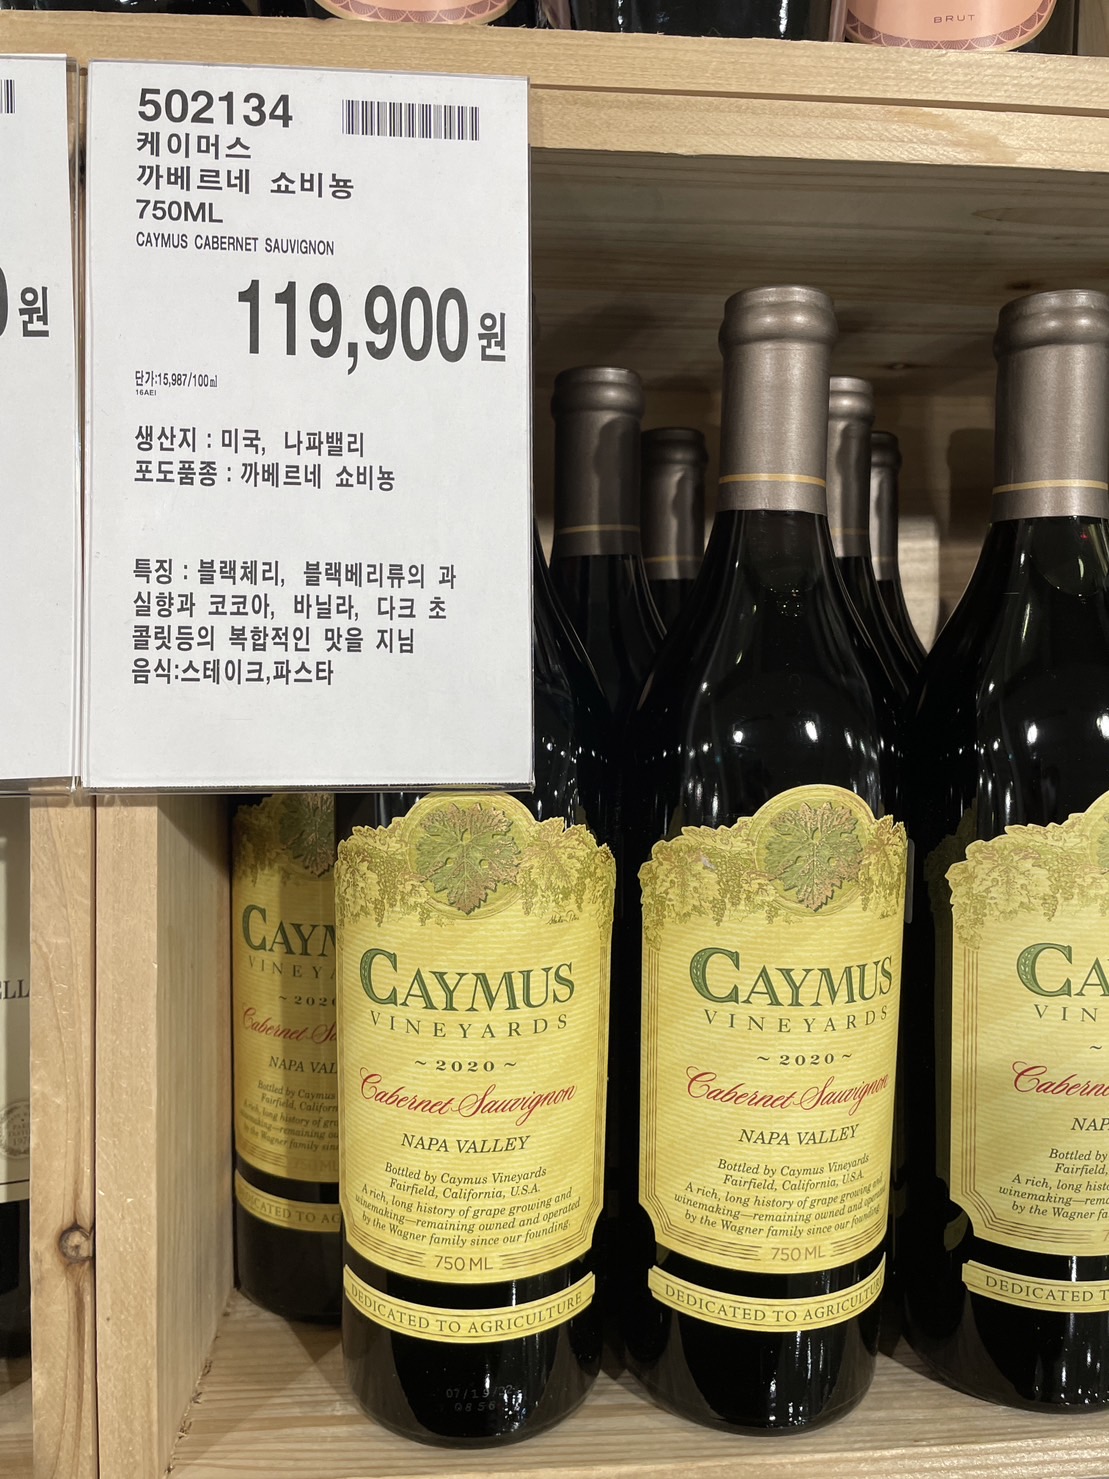 BRUT
502134
케이머스
까베르네 쇼비뇽
750ML
CAYMUS CABERNET SAUVIGNON
119,900원
원
단가:15,987/100㎖
16AEI
생산지 : 미국, 나파밸리
포도품종 : 까베르네 쇼비뇽
특징 : 블랙체리, 블랙베리류의 과
실향과 코코아, 바닐라, 다크 초
콜릿등의 복합적인 맛을 지님
음식:스테이크,파스타
CAYMUS
VINEYARDS
~ 2020 ~
Cabernet Sauvignon
NAPA VALLEY
Bottled by Caymus Vineyards
Fairfield, California, U.S.A.
A rich, long history of grape growing and
winemaking—remaining owned and operated
by the Wagner family since our founding.
750 ML
DEDICATED TO AGRICULTURE
CAYMUS
VINEYARDS
~ 2020 ~
Cabernet Sauvignon
NAPA VALLEY
Bottled by Caymus Vineyards
Fairfield, California, U.S.A.
A rich, long history of grape growing and
winemaking—remaining owned and operated
by the Wagner family since our founding.
750 ML
DEDICATED TO AGRICULTURE